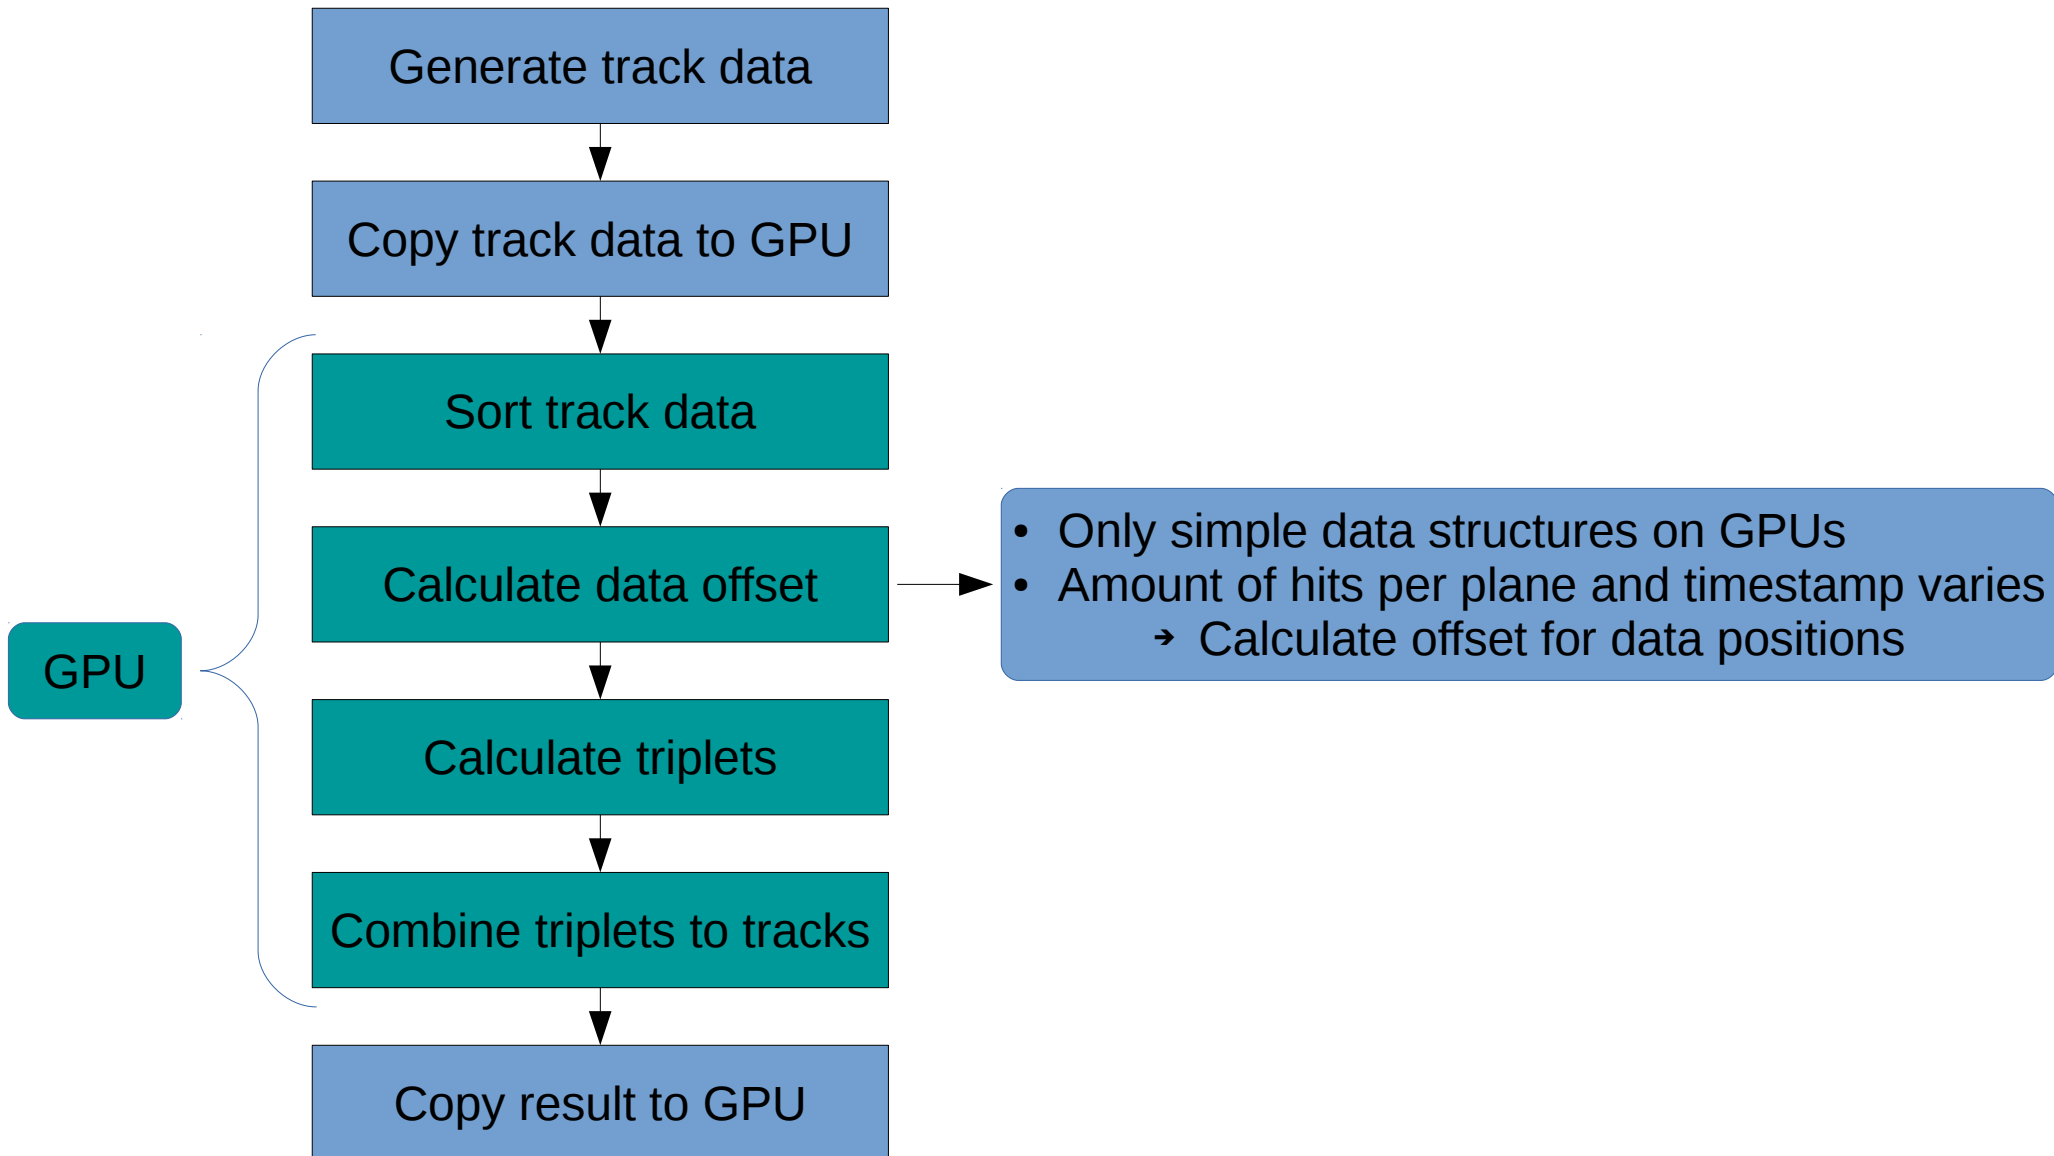 Generate track data
Copy track data to GPU
Sort track data
Calculate data offset
• Only simple data structures on GPUs
• Amount of hits per plane and timestamp varies
➔ Calculate offset for data positions
GPU
Calculate triplets
Combine triplets to tracks
Copy result to GPU